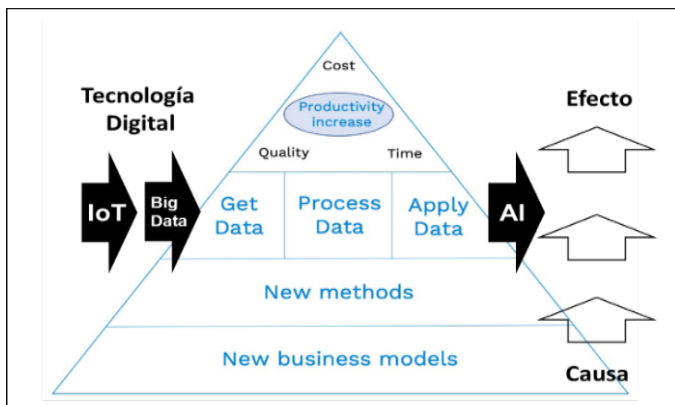 Cost
Tecnología
Digital
Productivity
increase
Efecto
Quality
Time
IoT
Big
Data
Get
Data
Process
Data
Apply
Data
AI
New methods
New business models
Causa